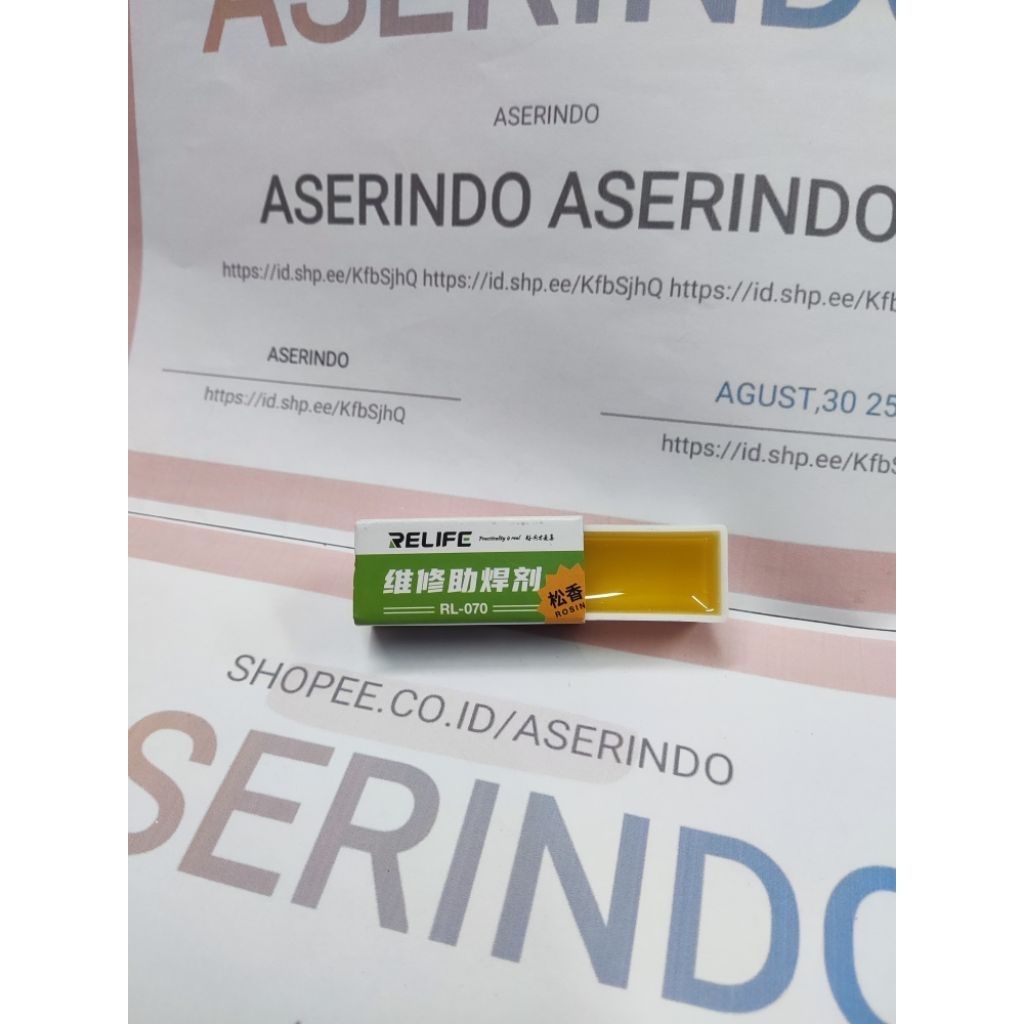 ASERINDO
ASERINDO
ASERINDO ASERINDO
https://id.shp.ee/KfbSjhQ https://id.shp.ee/KfbSjhQ https://id.shp.ee/Kfb
ASERINDO
https://id.shp.ee/KfbSjhQ
AGUST,30 25
https://id.shp.ee/KfbS
RELIFE Practicality is real
维修助焊剂
RL-070
松香
ROSIN
SHOPEE.CO.ID/ASERINDO
SERINDO